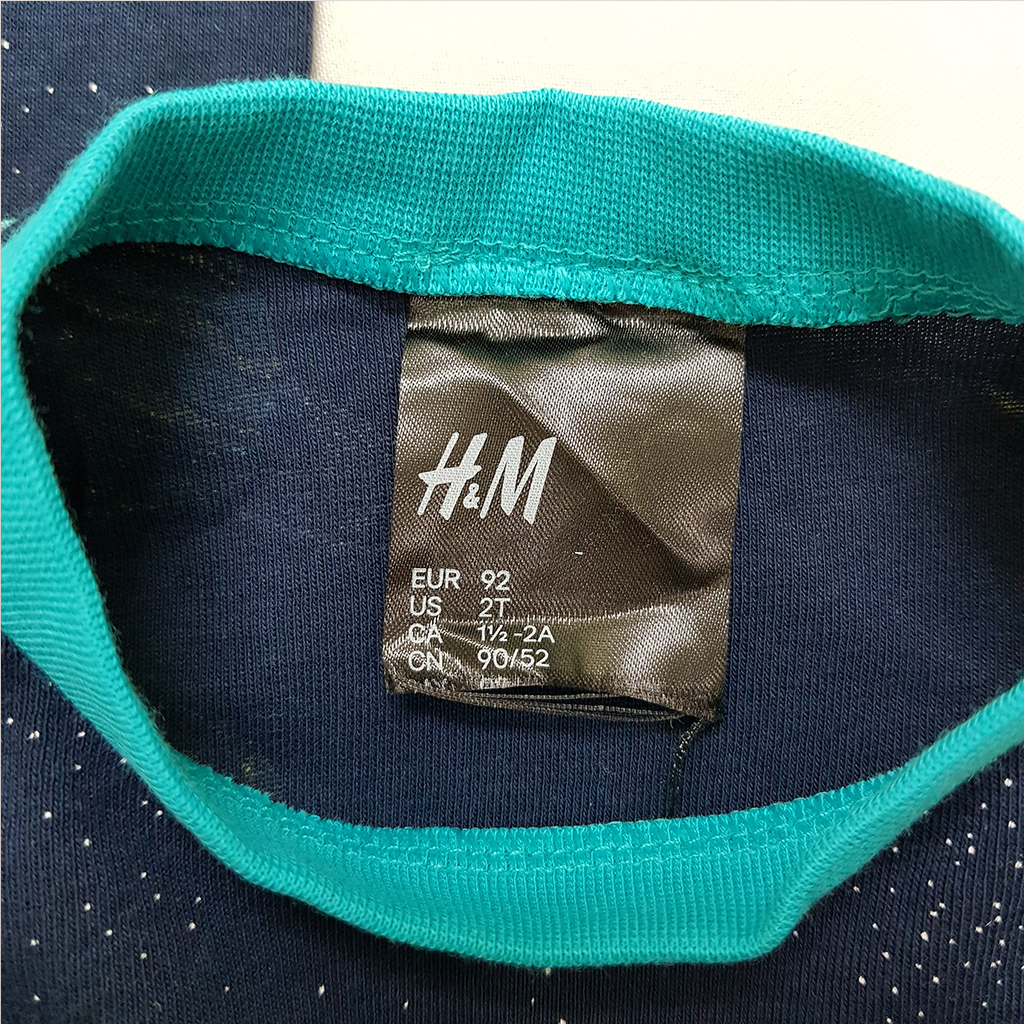 H&M
EUR 92
US 2T
CA 1½-2A
CN 90/52